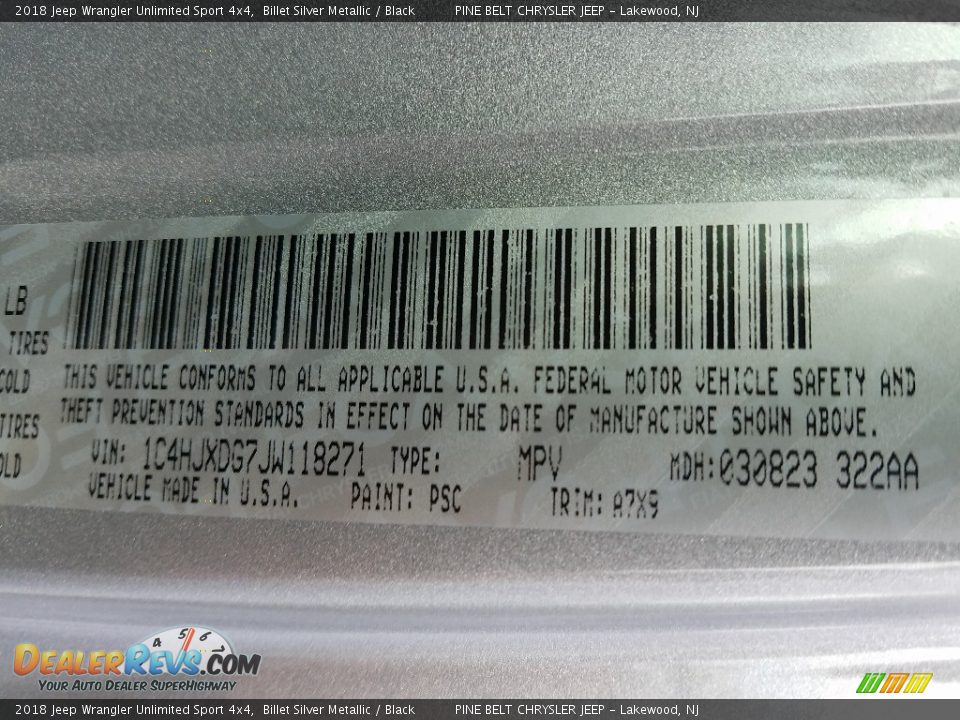 2018 Jeep Wrangler Unlimited Sport 4x4, Billet Silver Metallic / Black PINE BELT CHRYSLER JEEP - Lakewood, NJ
LB
TIRES
COLD
THIS VEHICLE CONFORMS TO ALL APPLICABLE U.S.A. FEDERAL MOTOR VEHICLE SAFETY AND
TIRES
THEFT PREVENTION STANDARDS IN EFFECT ON THE DATE OF MANUFACTURE SHOWN ABOVE.
OLD
VIN: 1C4HJXDG7JW118271 TYPE: MPV MDH:030823 322AA
VEHICLE MADE IN U.S.A. PAINT: PSC TRIM: A7X9
4 5 6 7
DEALERREVS.COM
YOUR AUTO DEALER SUPERHIGHWAY
2018 Jeep Wrangler Unlimited Sport 4x4, Billet Silver Metallic / Black PINE BELT CHRYSLER JEEP - Lakewood, NJ